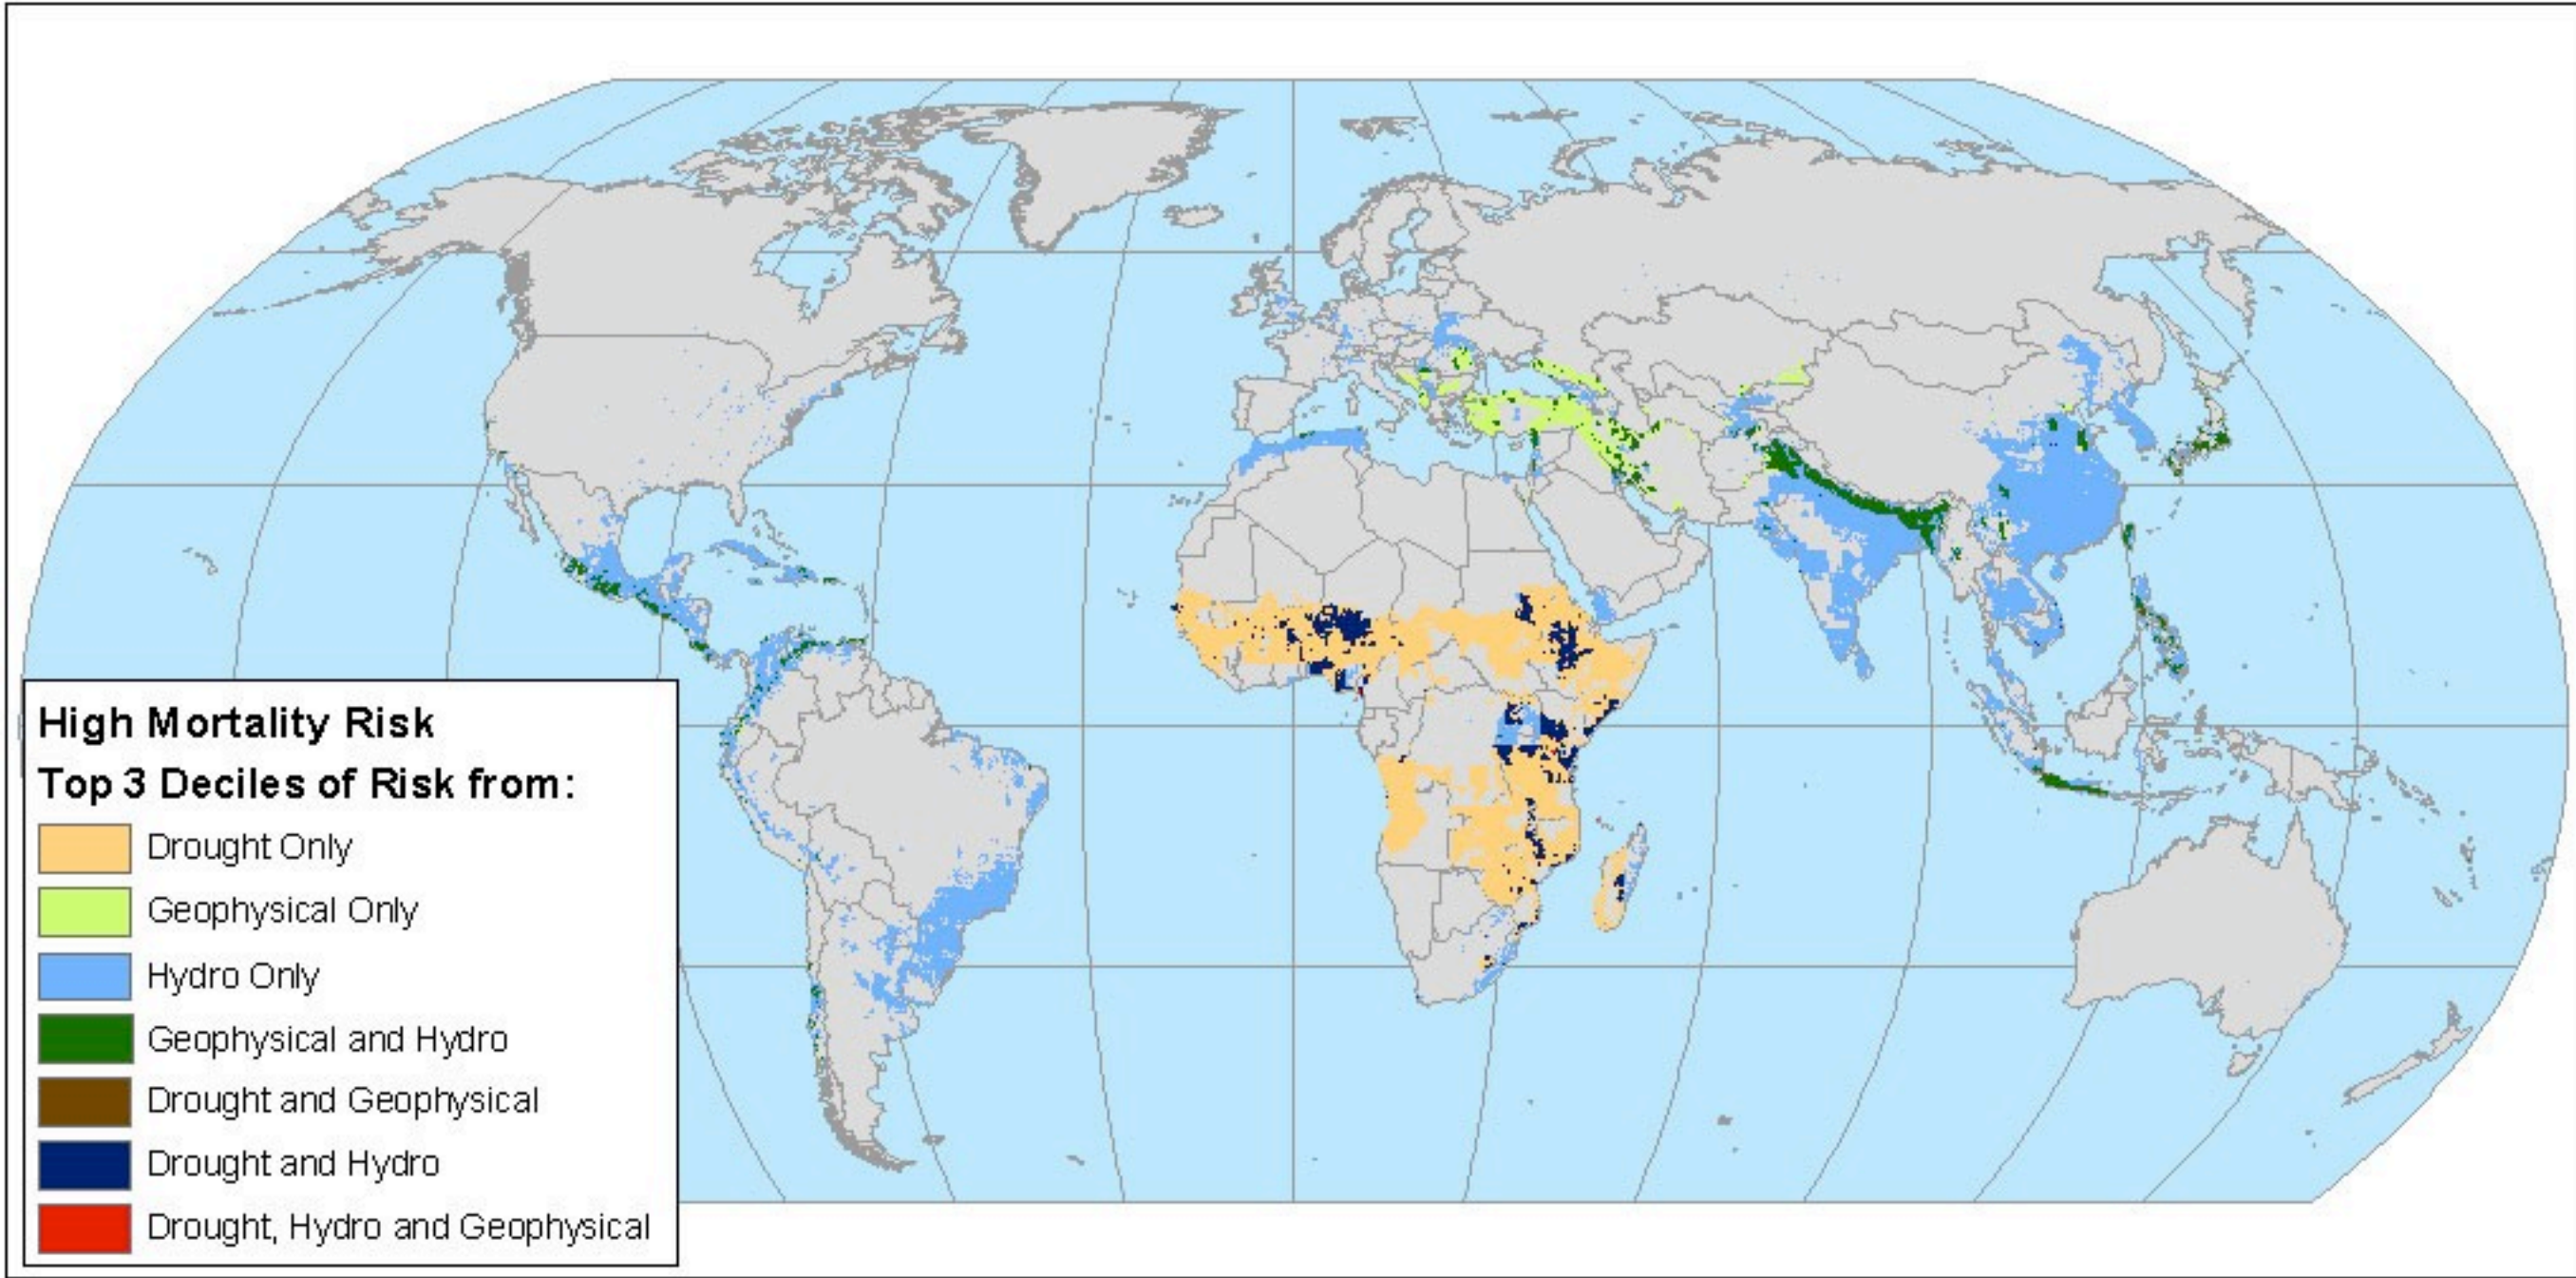 High Mortality Risk
Top 3 Deciles of Risk from:
Drought Only
Geophysical Only
Hydro Only
Geophysical and Hydro
Drought and Geophysical
Drought and Hydro
Drought, Hydro and Geophysical